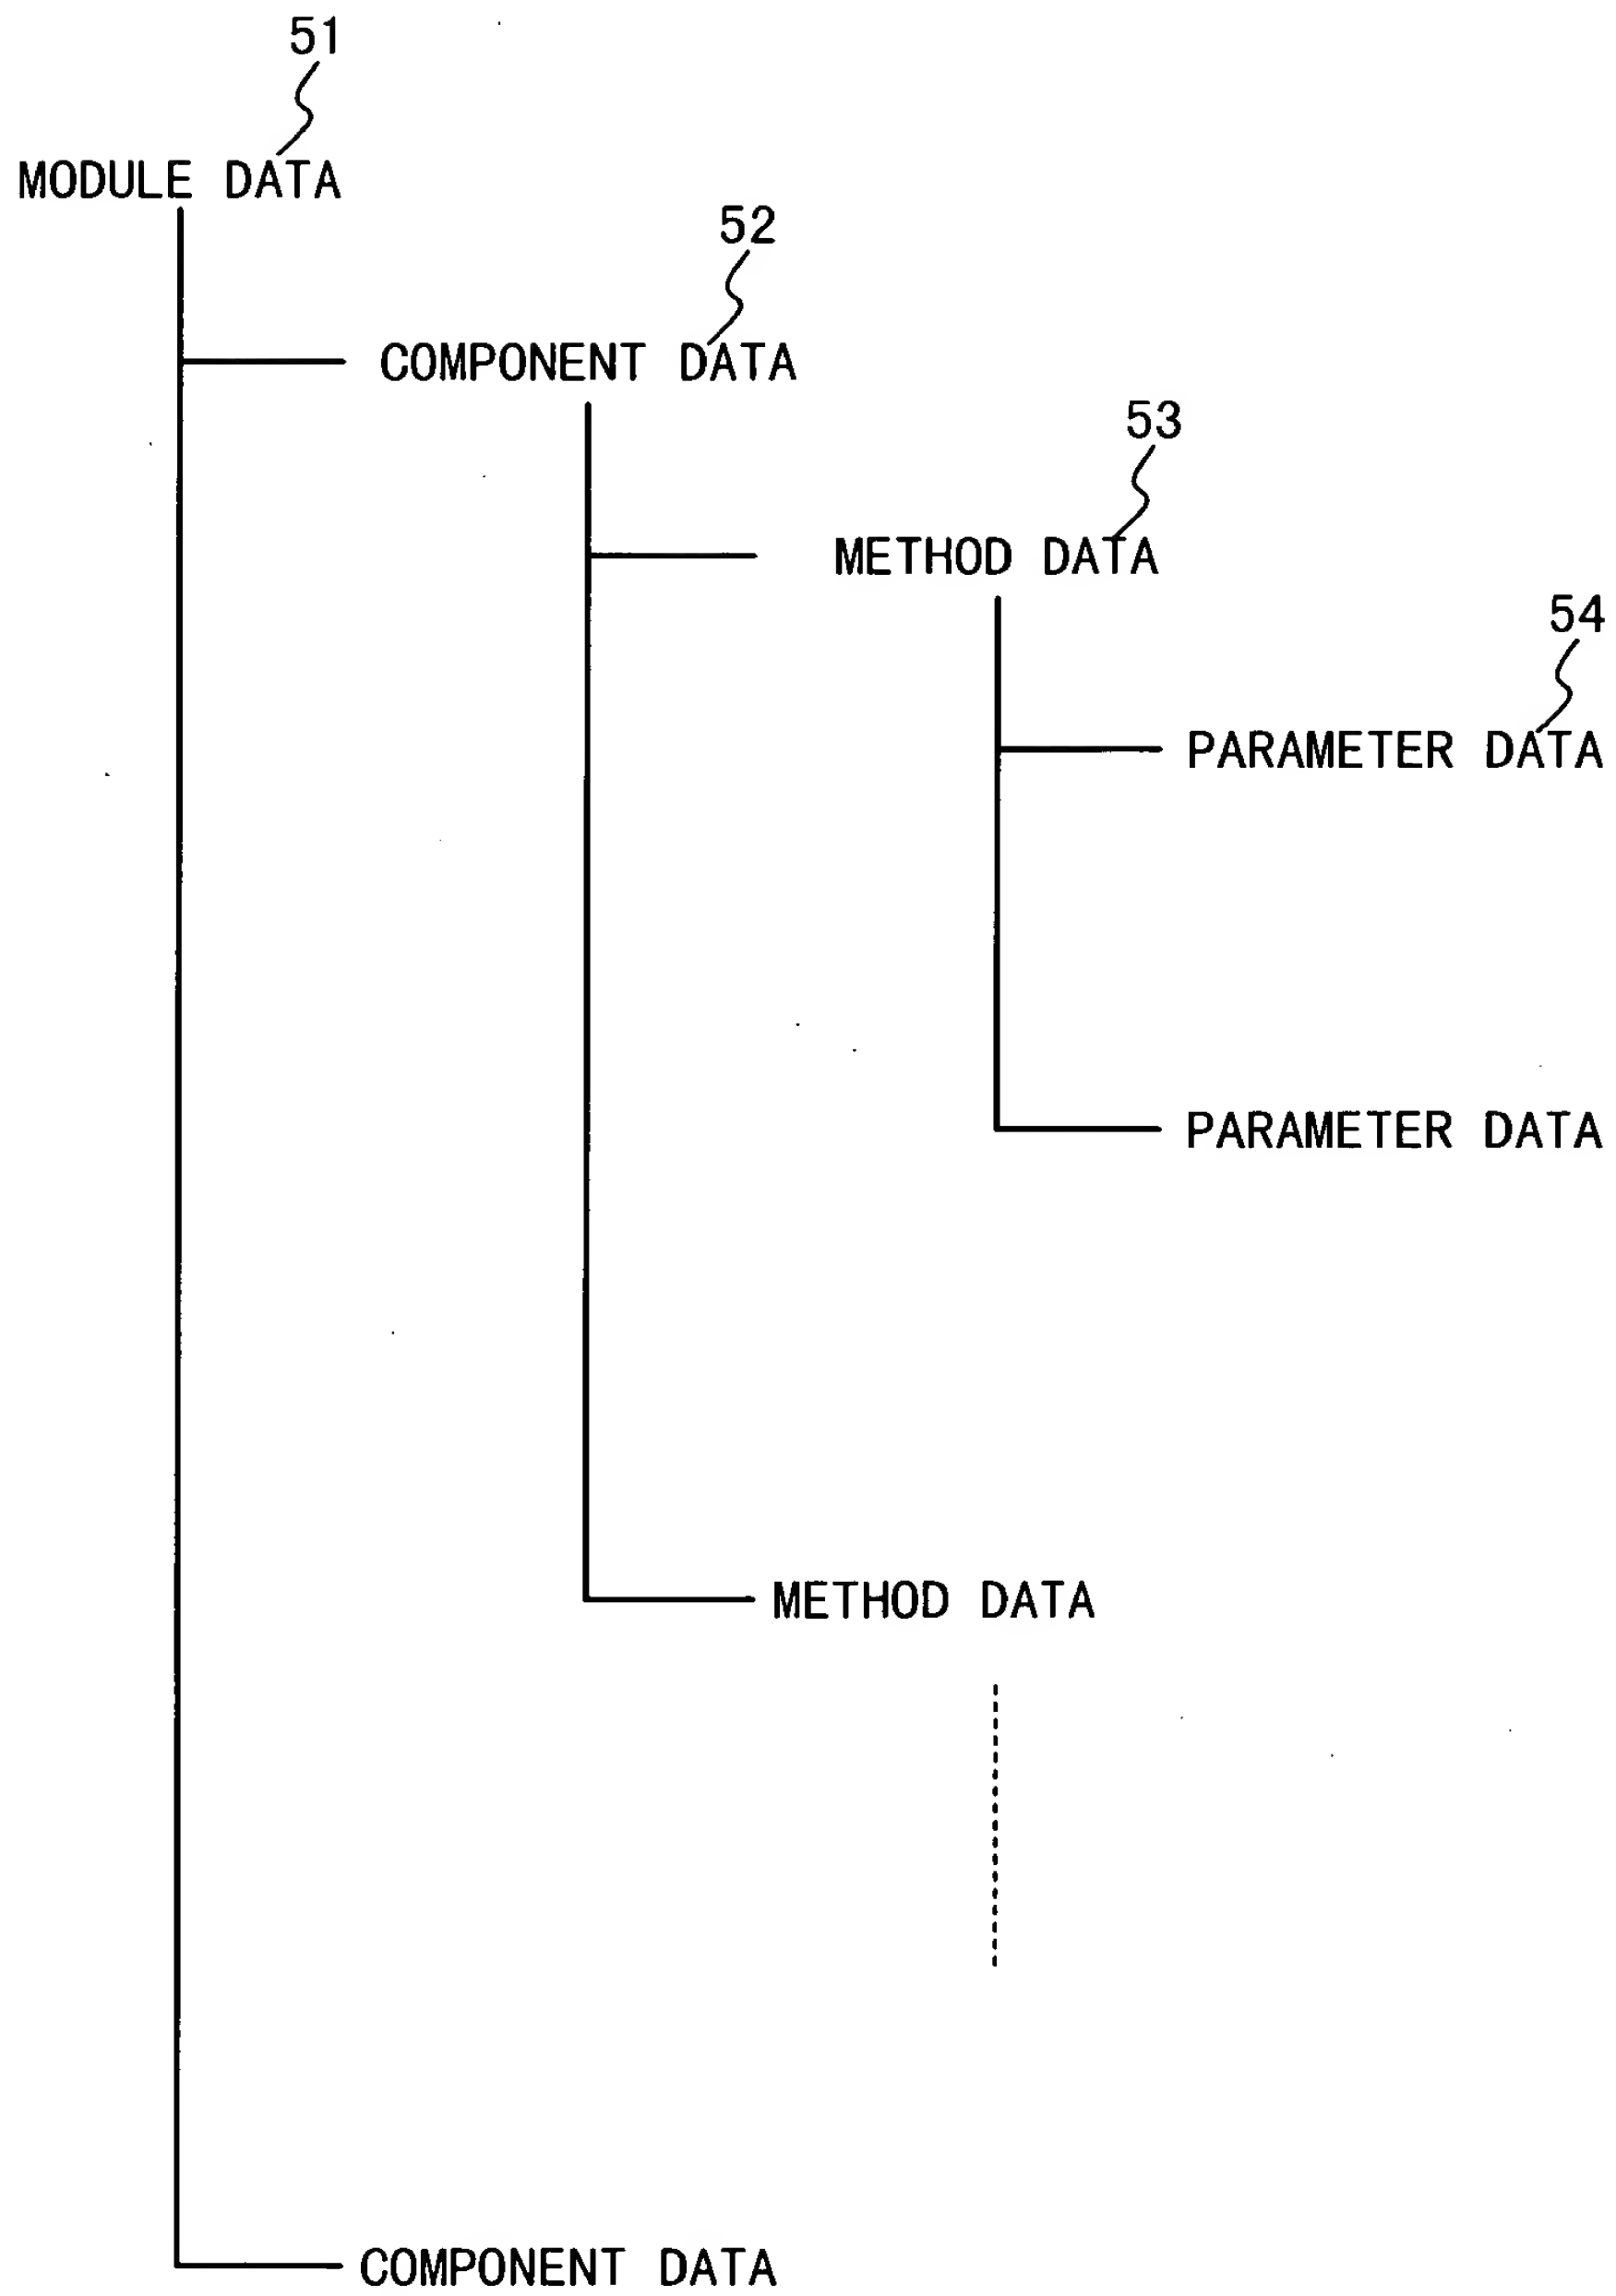 51
MODULE DATA
52
COMPONENT DATA
53
METHOD DATA
54
PARAMETER DATA
PARAMETER DATA
METHOD DATA
COMPONENT DATA